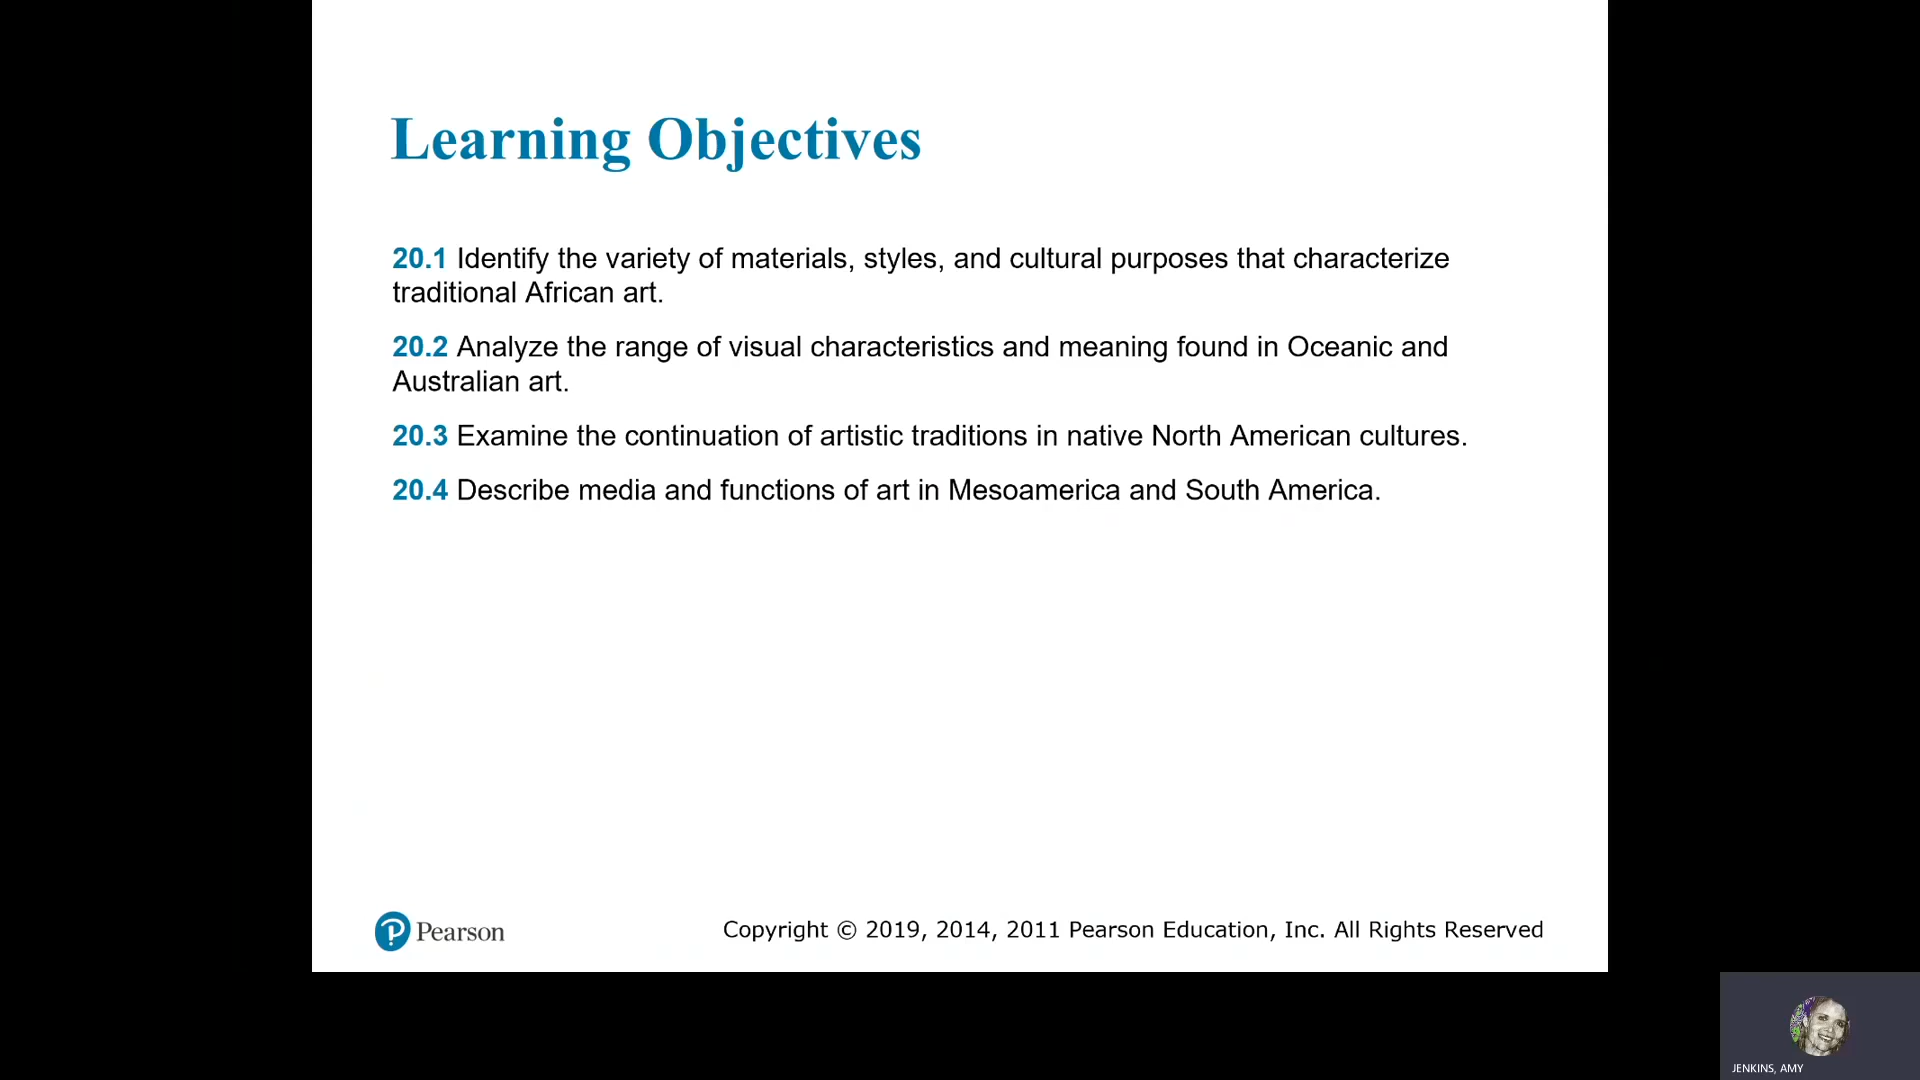 Learning Objectives
20.1 Identify the variety of materials, styles, and cultural purposes that characterize
traditional African art.
20.2 Analyze the range of visual characteristics and meaning found in Oceanic and
Australian art.
20.3 Examine the continuation of artistic traditions in native North American cultures.
20.4 Describe media and functions of art in Mesoamerica and South America.
Pearson
Copyright © 2019, 2014, 2011 Pearson Education, Inc. All Rights Reserved
JENKINS, AMY